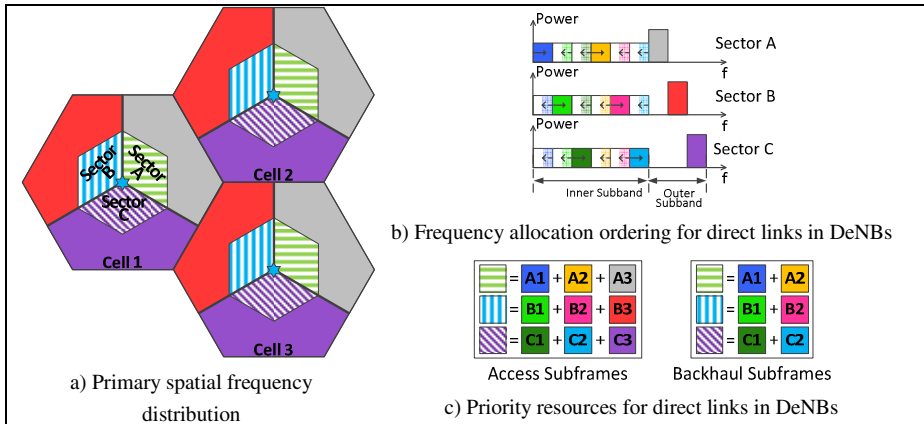 Sector B
Sector A
Sector C
Cell 1
Cell 2
Cell 3
a) Primary spatial frequency
distribution
Power
Sector A
f
Power
Sector B
f
Power
Sector C
f
Inner Subband
Outer
Subband
b) Frequency allocation ordering for direct links in DeNBs
= A1 + A2 + A3
= B1 + B2 + B3
= C1 + C2 + C3
Access Subframes
= A1 + A2
= B1 + B2
= C1 + C2
Backhaul Subframes
c) Priority resources for direct links in DeNBs